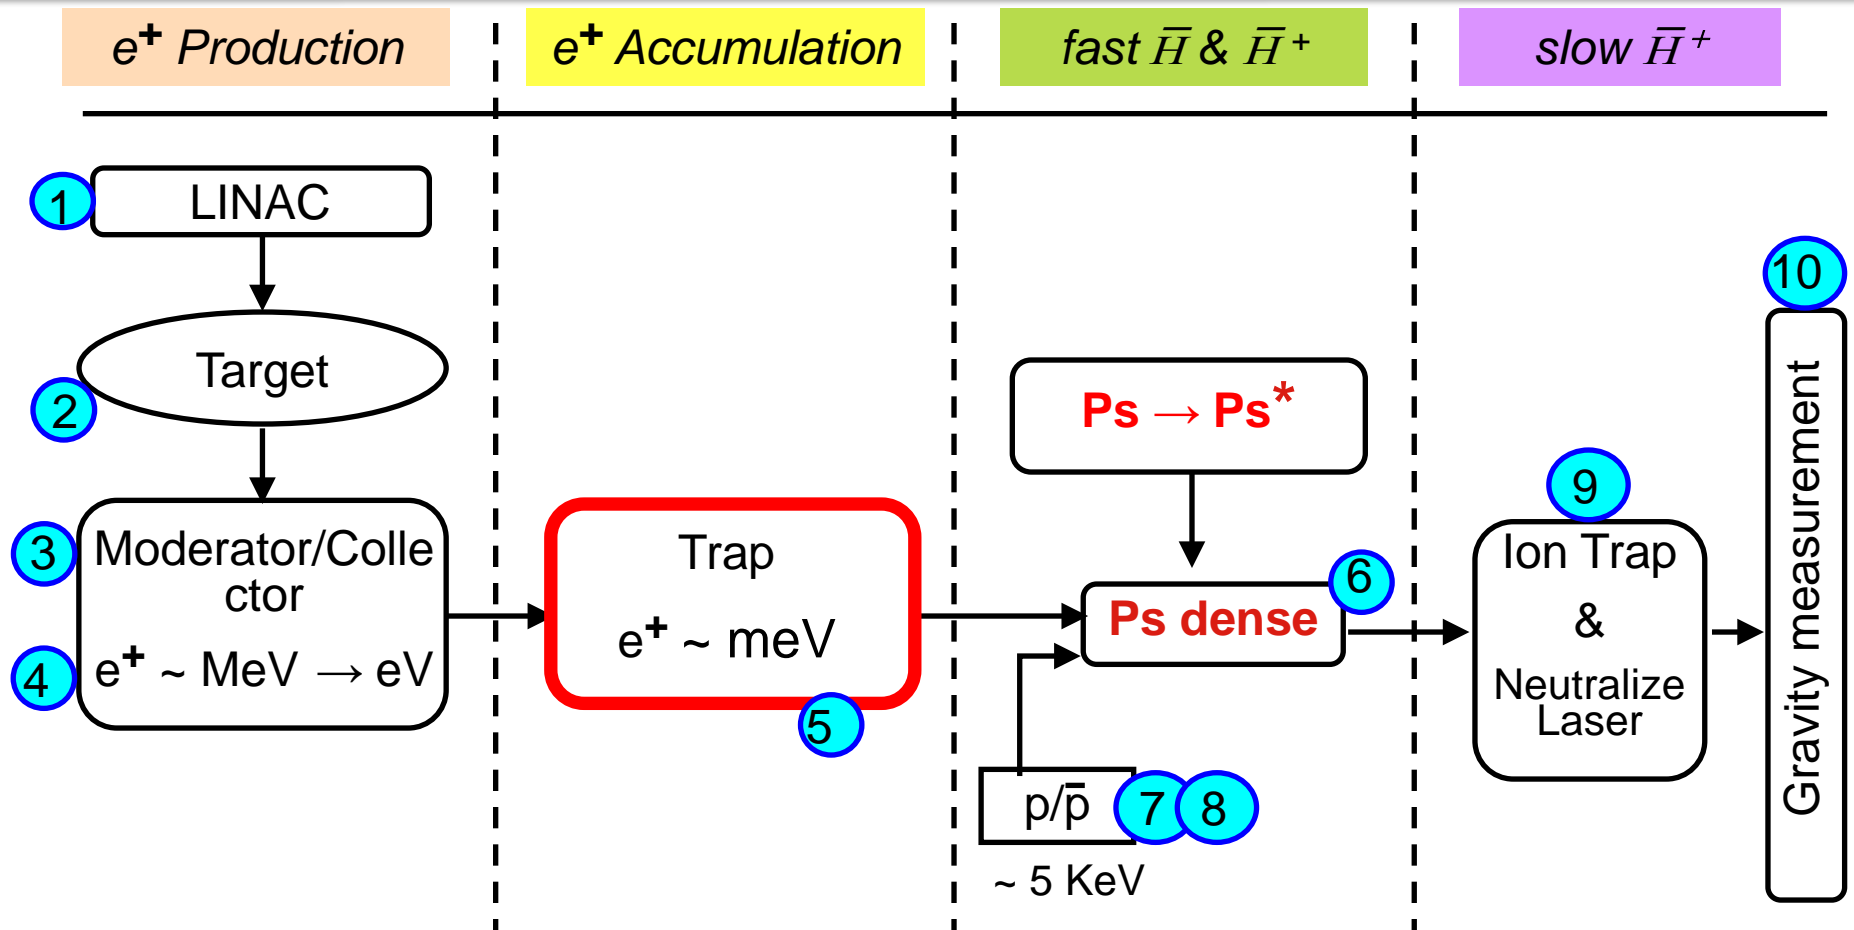 e+ Production
e+ Accumulation
fast H̅ & H̅+
slow H̅+
1
LINAC
2
Target
3
Moderator/Colle
ctor
4
e+ ~ MeV → eV
Trap
e+ ~ meV
5
Ps → Ps*
6
Ps dense
p/p̅
7
8
~ 5 KeV
9
Ion Trap
&
Neutralize
Laser
10
Gravity measurement